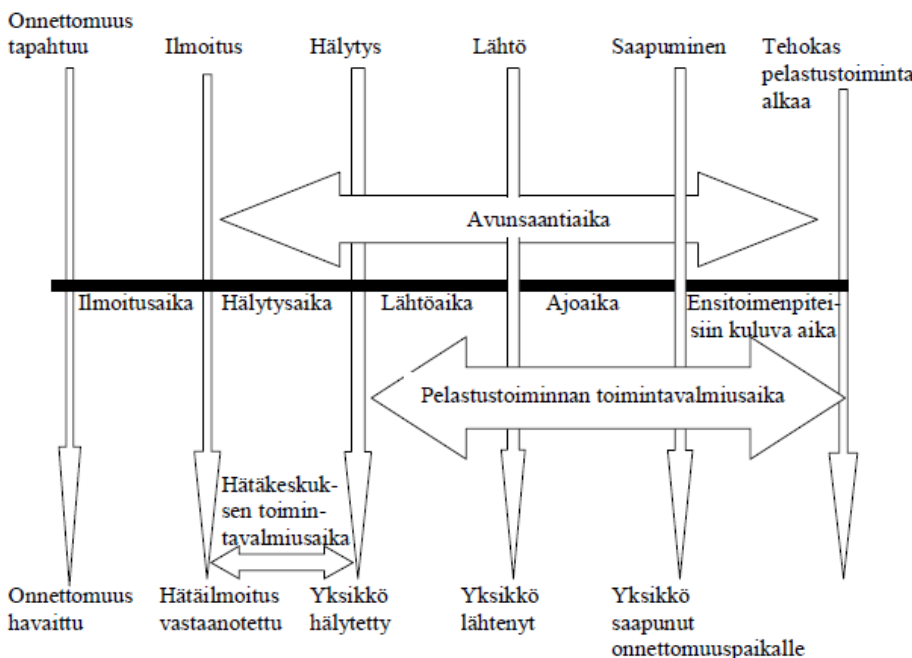 Onnettomuus
tapahtuu
Ilmoitus
Hälytys
Lähtö
Saapuminen
Tehokas
pelastustoiminta
alkaa
Avunsaantiaika
Ilmoitusaika
Hälytysaika
Lähtöaika
Ajoaika
Ensitoimenpitei-
siin kuluva aika
Pelastustoiminnan toimintavalmiusaika
Hätäkeskuk-
sen toimin-
tavalmiusaika
Onnettomuus
havaittu
Hätäilmoitus
vastaanotettu
Yksikkö
hälytetty
Yksikkö
lähtenyt
Yksikkö
saapunut
onnettomuuspaikalle